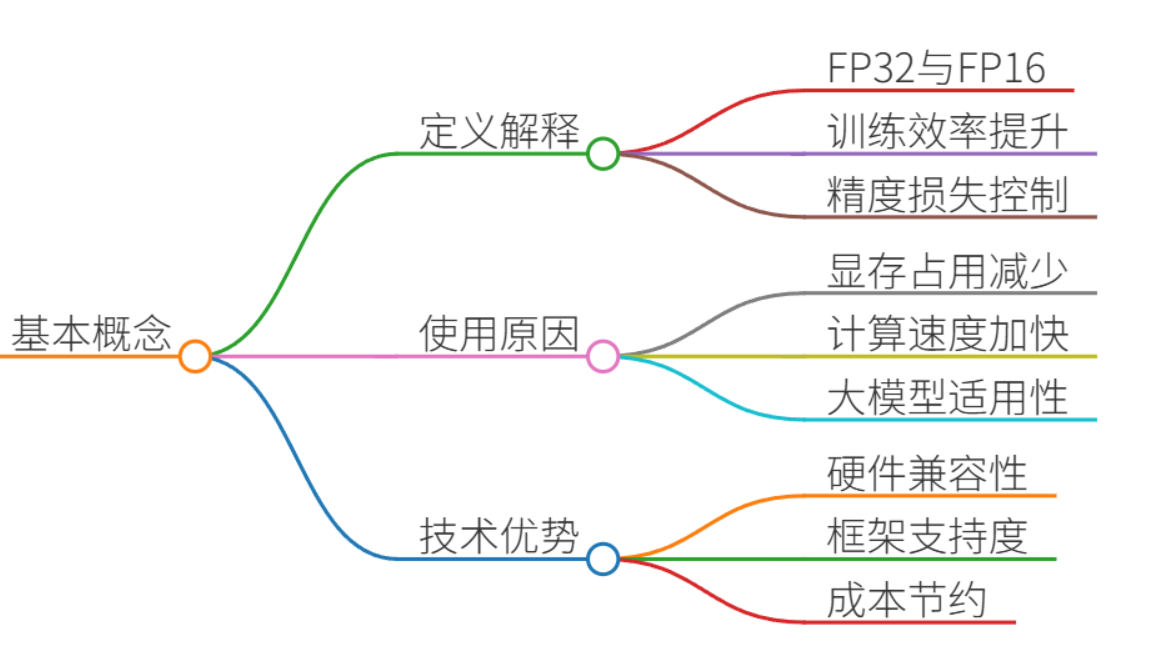 FP32与FP16
定义解释
训练效率提升
精度损失控制
显存占用减少
基本概念
使用原因
计算速度加快
大模型适用性
硬件兼容性
技术优势
框架支持度
成本节约